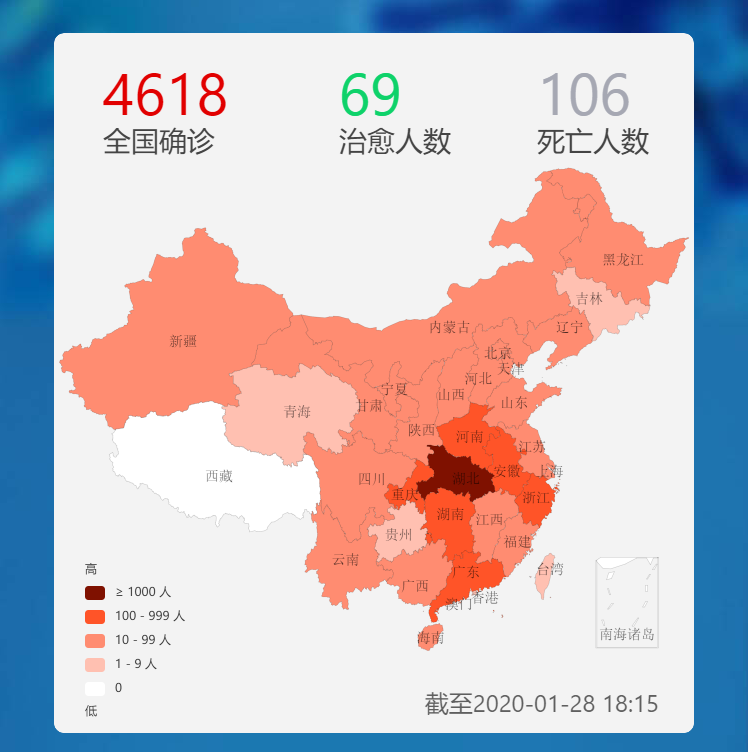 4618 69 106
全国确诊 治愈人数 死亡人数
黑龙江
吉林
内蒙古 辽宁
新疆
北京
天津
河北
宁夏 山西
甘肃 山东
青海
陕西 河南
江苏
西藏 四川 湖北 安徽 上海
重庆 浙江
湖南 江西
贵州 福建
云南
高 广东 台湾
广西
≥ 1000 人 澳门 香港
100 - 999 人
10 - 99 人 海南 南海诸岛
1 - 9 人
0
低 截至2020-01-28 18:15